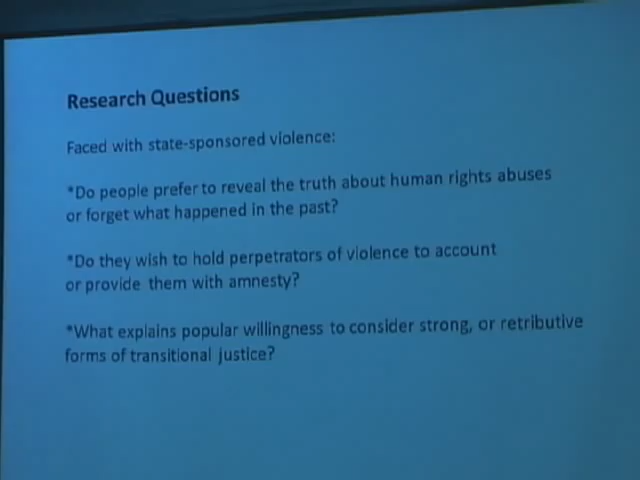 Research Questions
Faced with state-sponsored violence:
*Do people prefer to reveal the truth about human rights abuses
or forget what happened in the past?
*Do they wish to hold perpetrators of violence to account
or provide them with amnesty?
*What explains popular willingness to consider strong, or retributive
forms of transitional justice?